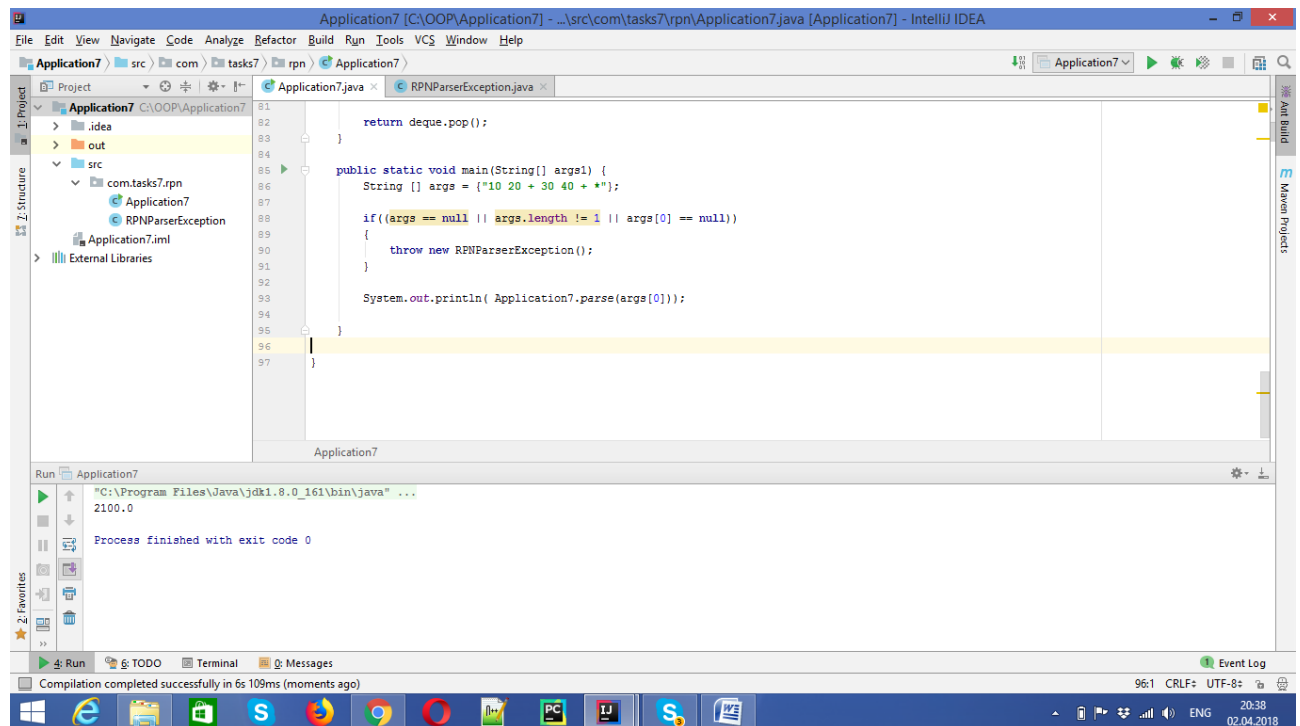 Application7 [C:\OOP\Application7] - ...\src\com\tasks7\rpn\Application7.java [Application7] - IntelliJ IDEA
File Edit View Navigate Code Analyze Refactor Build Run Tools VCS Window Help
Application7 src com tasks7 rpn Application7
Application7
Project
Application7.java
RPNParserException.java
1: Project
Z: Structure
2: Favorites
Ant Build
Maven Projects
Application7 C:\OOP\Application7
.idea
out
src
com.tasks7.rpn
Application7
RPNParserException
Application7.iml
External Libraries
81
82 return deque.pop();
83 }
84
85 public static void main(String[] args1) {
86 String [] args = {"10 20 + 30 40 + *"};
87
88 if((args == null || args.length != 1 || args[0] == null))
89 {
90 throw new RPNParserException();
91 }
92
93 System.out.println( Application7.parse(args[0]));
94
95 }
96
97 }
Application7
Run Application7
"C:\Program Files\Java\jdk1.8.0_161\bin\java" ...
2100.0
Process finished with exit code 0
4: Run 6: TODO Terminal 0: Messages
1 Event Log
Compilation completed successfully in 6s 109ms (moments ago)
96:1 CRLF UTF-8
ENG
20:38
02.04.2018